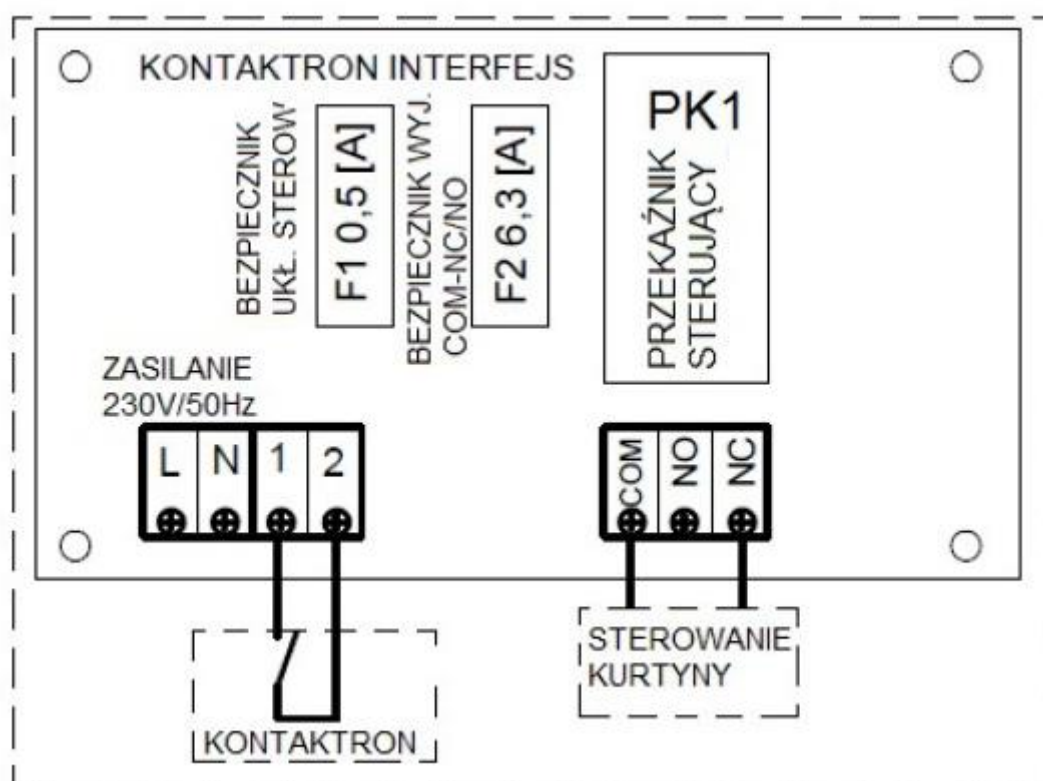 KONTAKTRON INTERFEJS
BEZPIECZNIK
UKŁ. STEROW
F1 0,5 [A]
BEZPIECZNIK WYJ.
COM-NC/NO
F2 6,3 [A]
PK1
PRZEKAŹNIK
STERUJĄCY
ZASILANIE
230V/50Hz
L N 1 2
COM NO NC
STEROWANIE
KURTYNY
KONTAKTRON